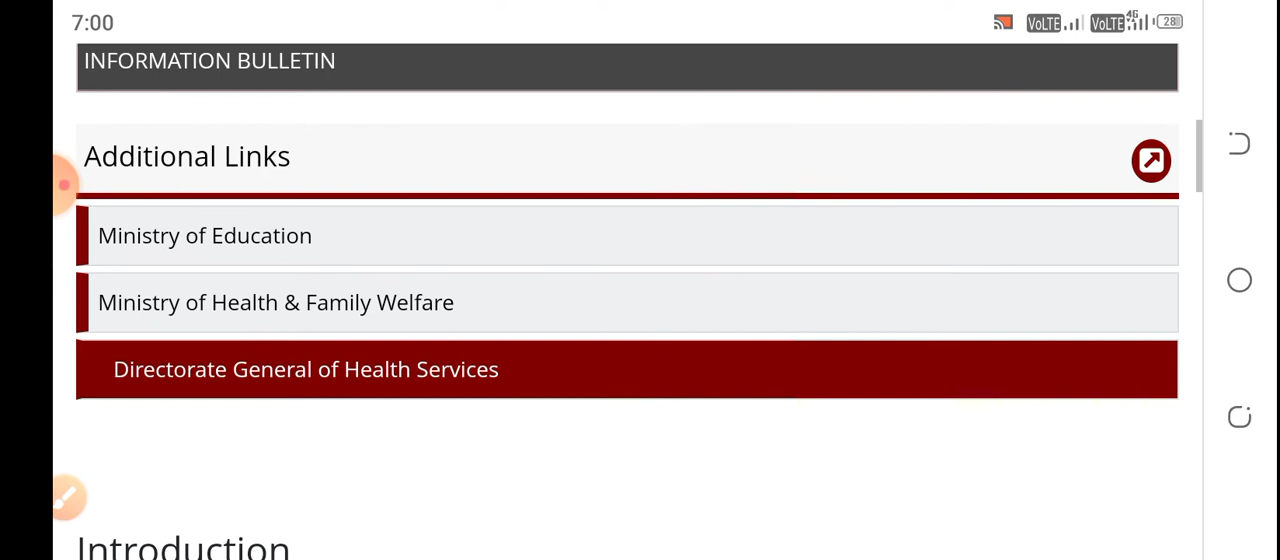 7:00
VoLTE
VoLTE
4G
28
INFORMATION BULLETIN
Additional Links
Ministry of Education
Ministry of Health & Family Welfare
Directorate General of Health Services
Introduction